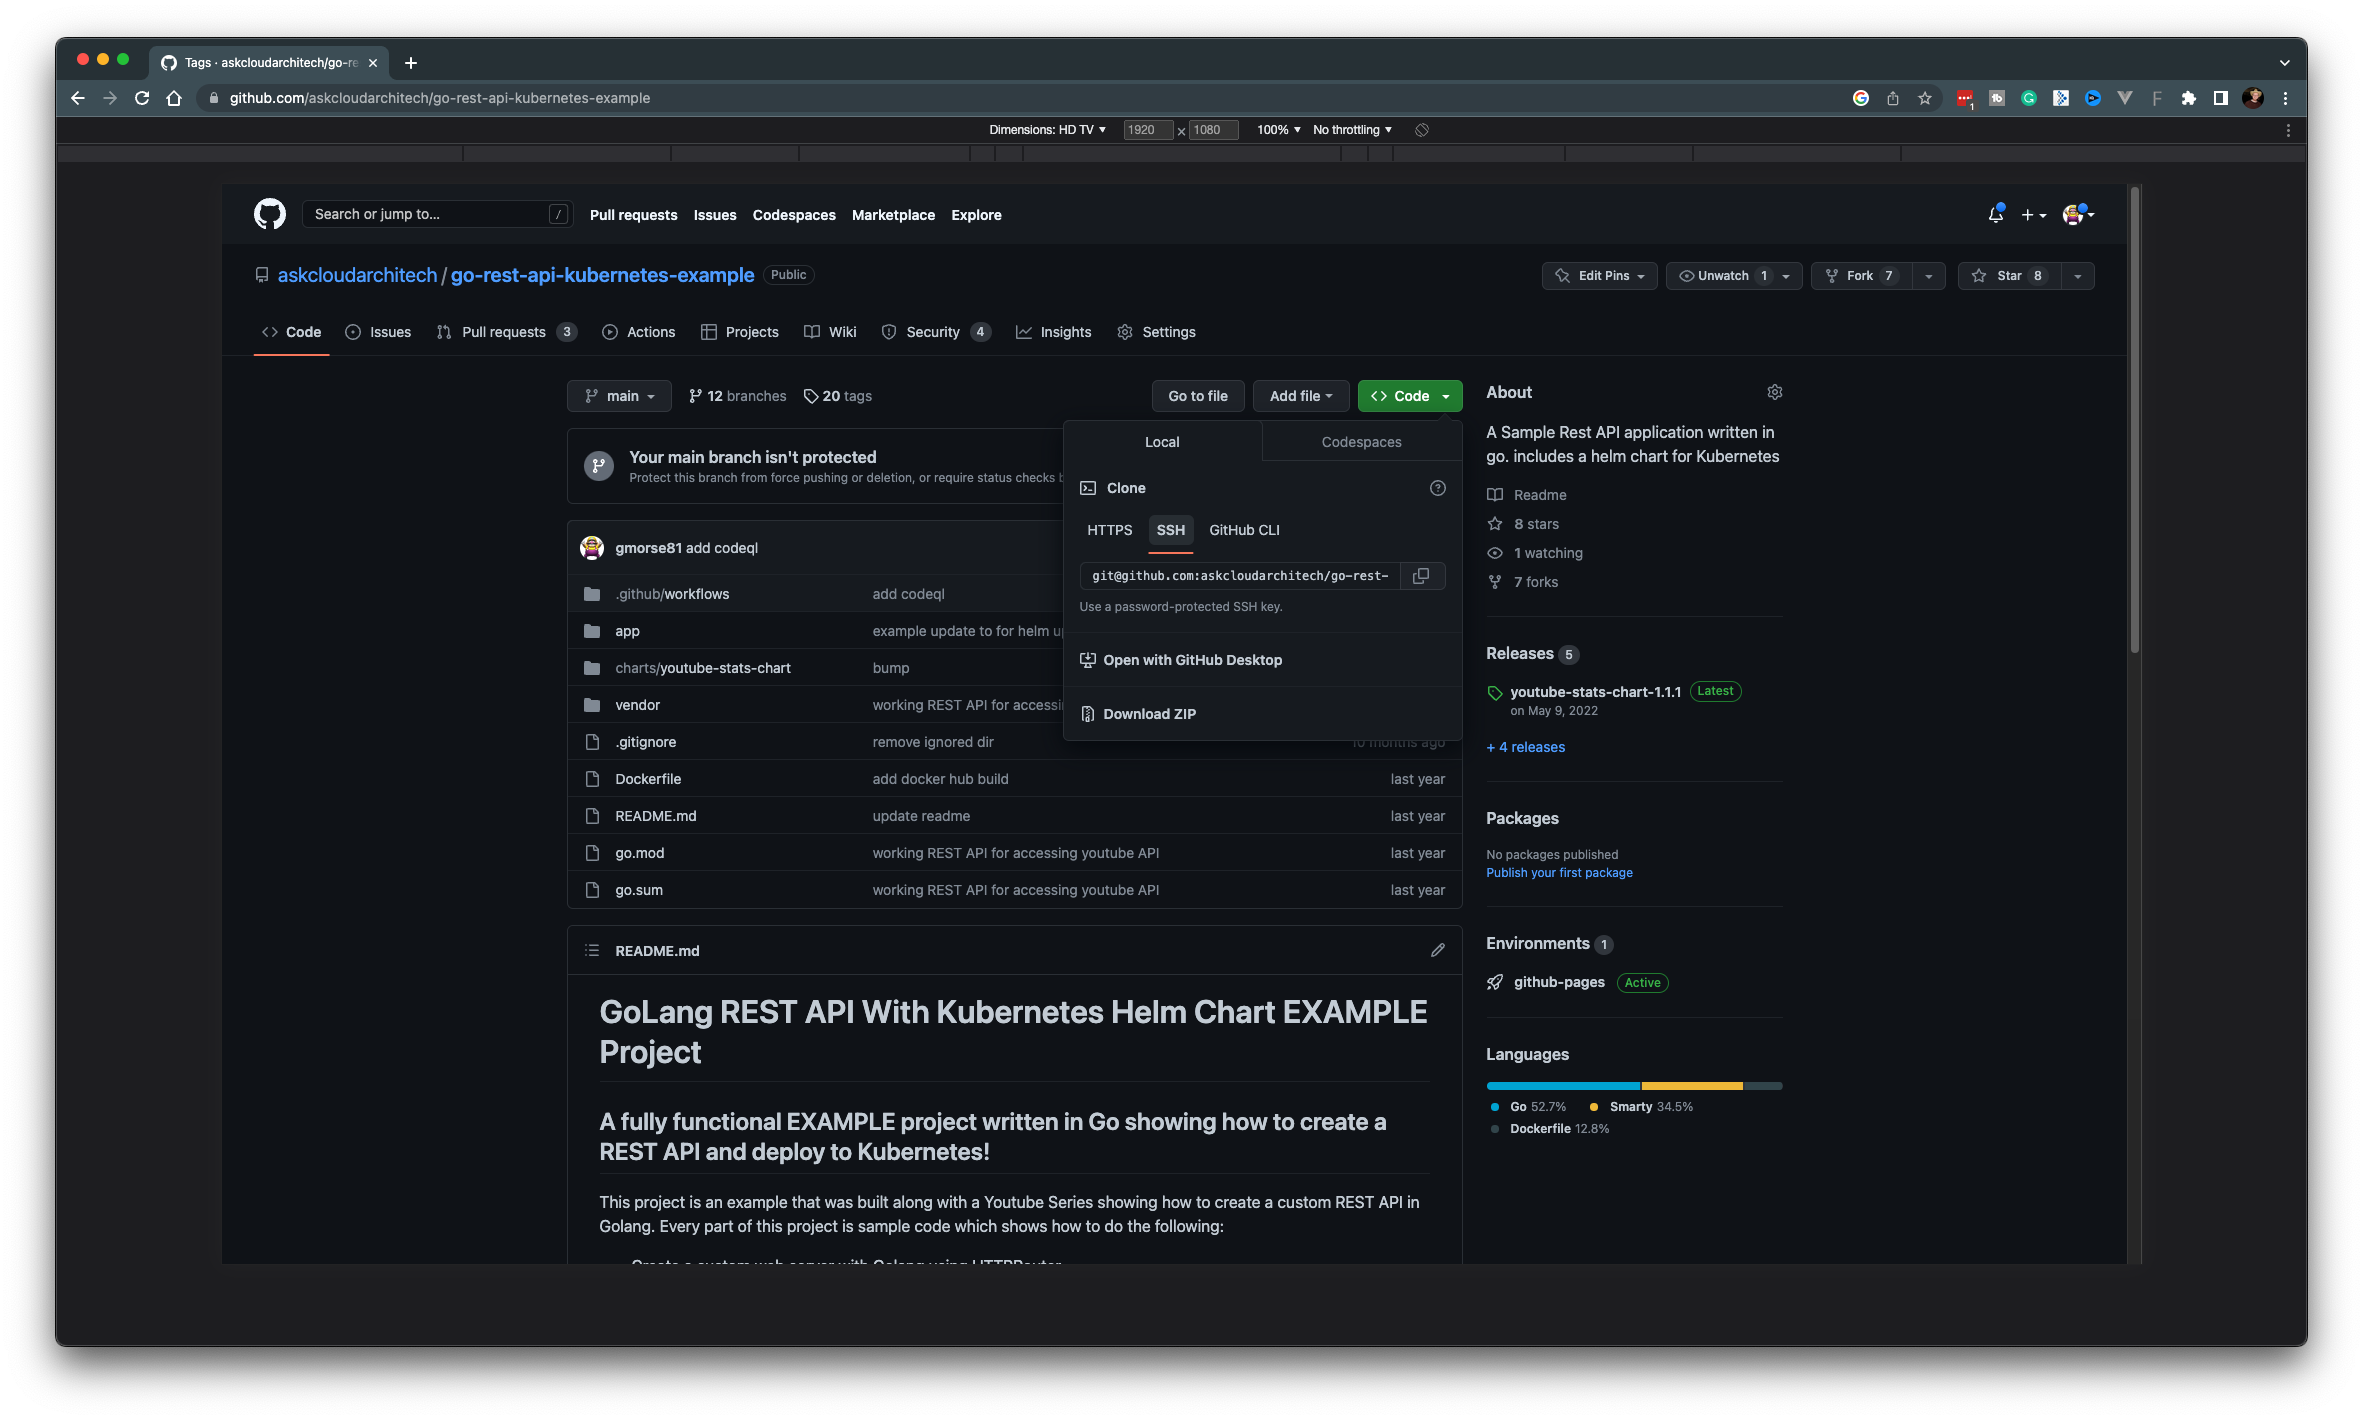 Tags · askcloudarchitech/go-re
github.com/askcloudarchitech/go-rest-api-kubernetes-example
1
Dimensions: HD TV ▼ 1920 × 1080 100% ▼ No throttling ▼
Search or jump to... /
Pull requests Issues Codespaces Marketplace Explore
askcloudarchitech / go-rest-api-kubernetes-example Public
Edit Pins Unwatch 1 Fork 7 Star 8
Code Issues Pull requests 3 Actions Projects Wiki Security 4 Insights Settings
main 12 branches 20 tags Go to file Add file Code
Your main branch isn't protected
Protect this branch from force pushing or deletion, or require status checks
Local Codespaces
Clone
HTTPS SSH GitHub CLI
git@github.com:askcloudarchitech/go-rest-
Use a password-protected SSH key.
Open with GitHub Desktop
Download ZIP
gmorse81 add codeql
.github/workflows add codeql
app example update to for helm
charts/youtube-stats-chart bump
vendor working REST API for
.gitignore remove ignored dir 10 months ago
Dockerfile add docker hub build last year
README.md update readme last year
go.mod working REST API for accessing youtube API last year
go.sum working REST API for accessing youtube API last year
README.md
GoLang REST API With Kubernetes Helm Chart EXAMPLE
Project
A fully functional EXAMPLE project written in Go showing how to create a
REST API and deploy to Kubernetes!
This project is an example that was built along with a Youtube Series showing how to create a custom REST API in
Golang. Every part of this project is sample code which shows how to do the following:
Create a custom web server with Golang using HTTPRouter
About
A Sample Rest API application written in
go. includes a helm chart for Kubernetes
Readme
8 stars
1 watching
7 forks
Releases 5
youtube-stats-chart-1.1.1 Latest
on May 9, 2022
+ 4 releases
Packages
No packages published
Publish your first package
Environments 1
github-pages Active
Languages
Go 52.7% Smarty 34.5%
Dockerfile 12.8%